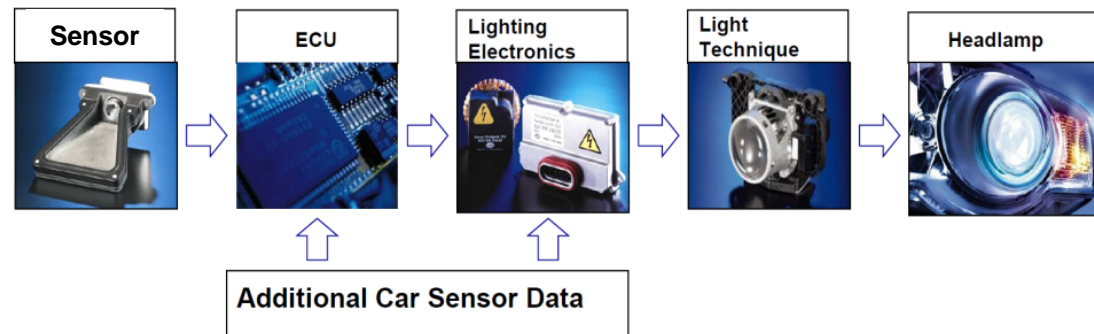 Sensor
ECU
Lighting
Electronics
Light
Technique
Headlamp
Additional Car Sensor Data